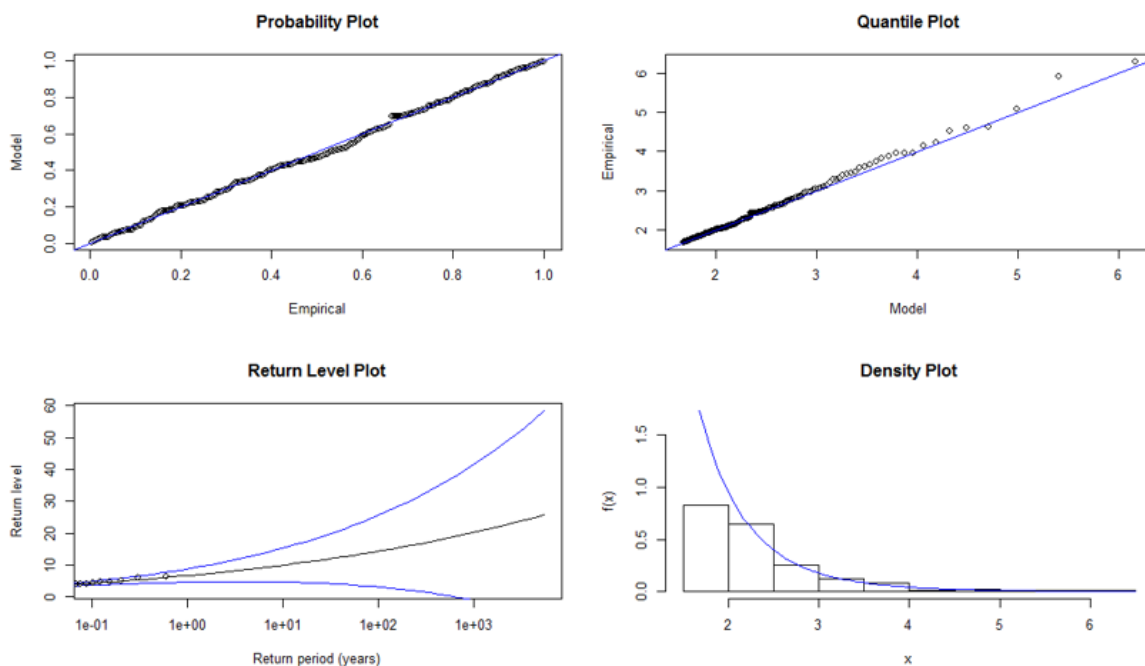 Probability Plot
Model
0.0 0.2 0.4 0.6 0.8 1.0
0.0 0.2 0.4 0.6 0.8 1.0
Empirical
Quantile Plot
Empirical
2 3 4 5 6
2 3 4 5 6
Model
Return Level Plot
Return level
0 10 20 30 40 50 60
1e-01 1e+00 1e+01 1e+02 1e+03
Return period (years)
Density Plot
f(x)
0.0 0.5 1.0 1.5
2 3 4 5 6
x